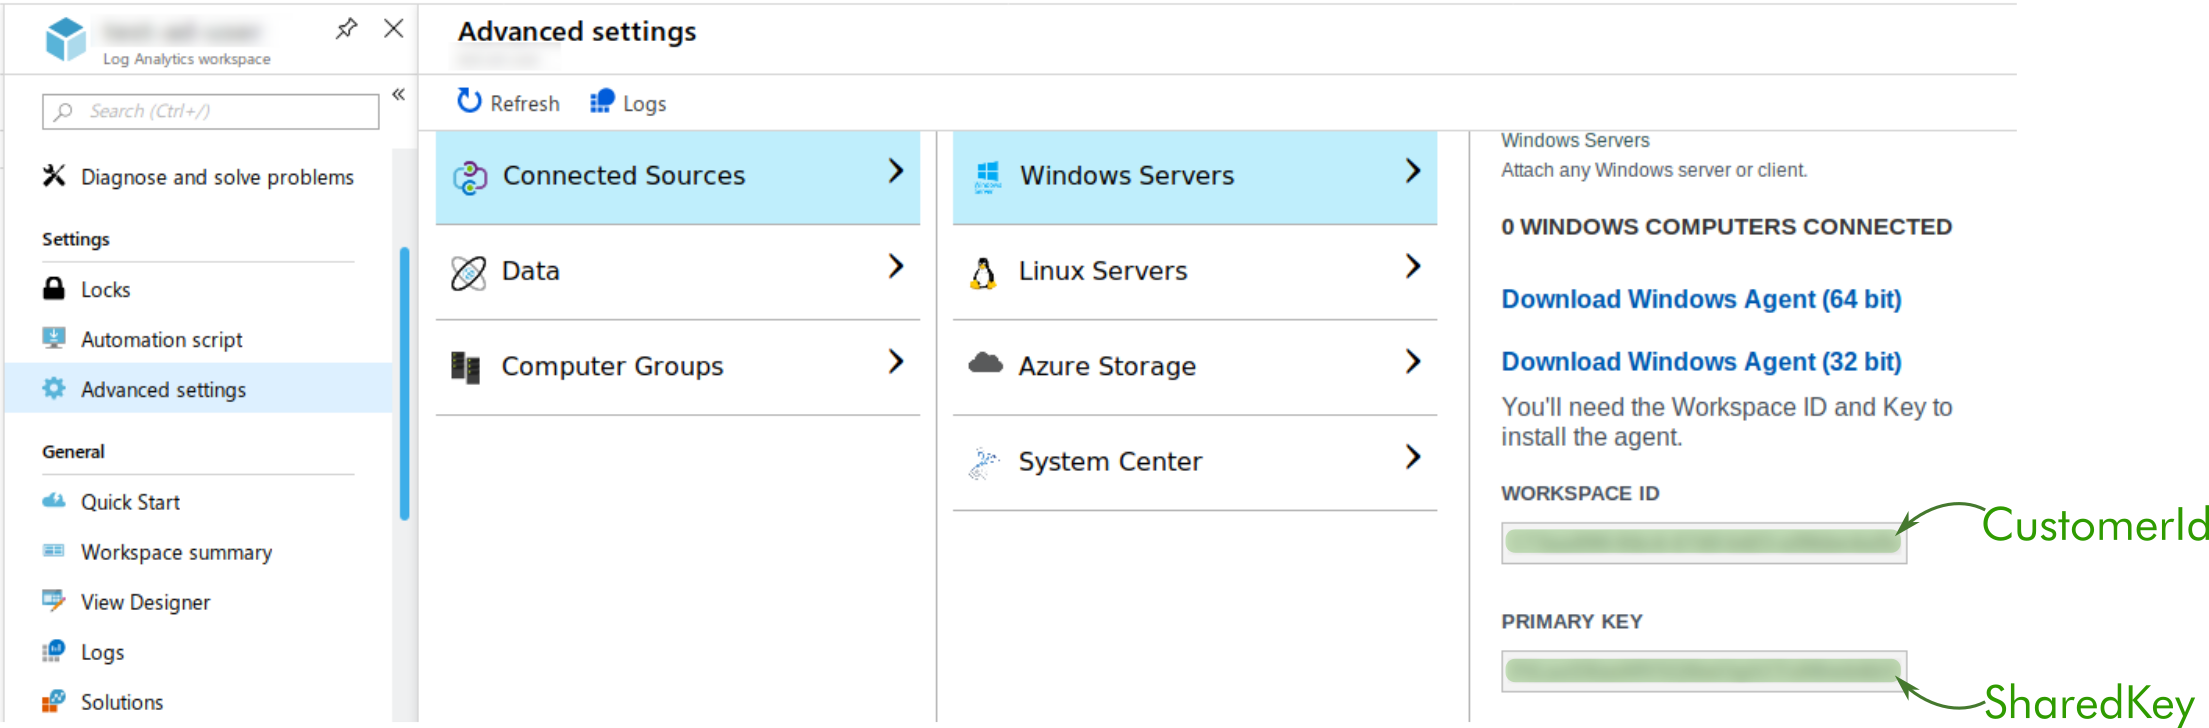 Log Analytics workspace
Search (Ctrl+/)
«
Diagnose and solve problems
Settings
Locks
Automation script
Advanced settings
General
Quick Start
Workspace summary
View Designer
Logs
Solutions
Advanced settings
Refresh
Logs
Connected Sources
Data
Computer Groups
Windows Servers
Linux Servers
Azure Storage
System Center
Windows Servers
Attach any Windows server or client.
0 WINDOWS COMPUTERS CONNECTED
Download Windows Agent (64 bit)
Download Windows Agent (32 bit)
You'll need the Workspace ID and Key to
install the agent.
WORKSPACE ID
CustomerId
PRIMARY KEY
SharedKey